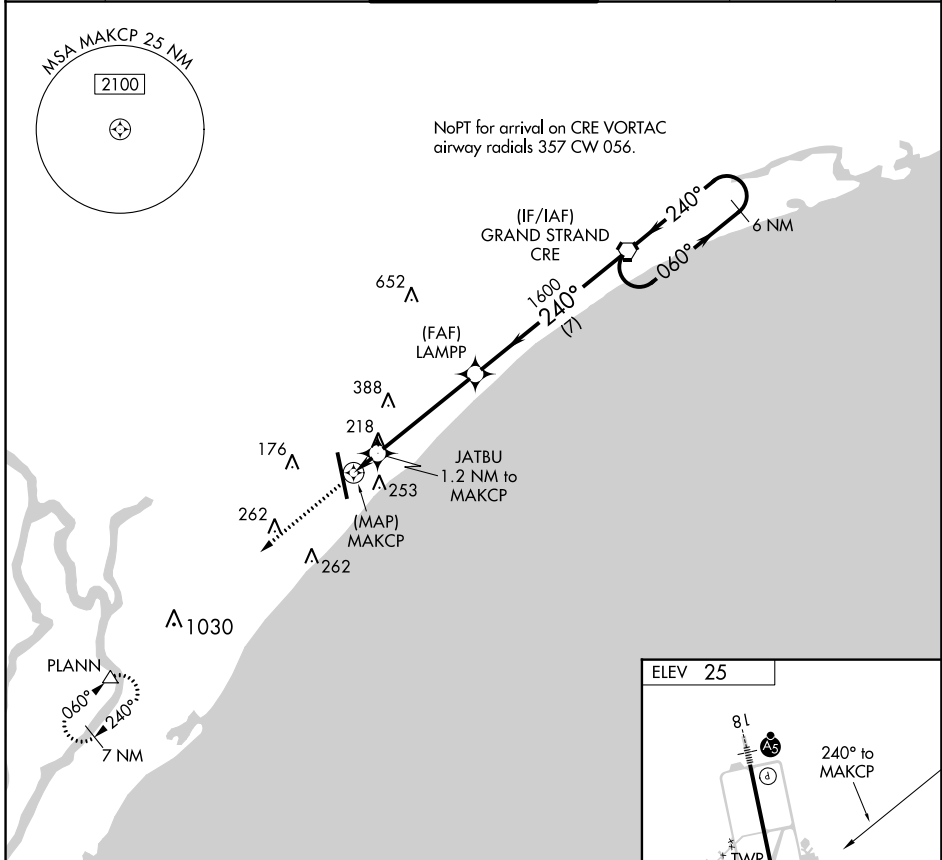 MSA MAKCP 25 NM
2100
NoPT for arrival on CRE VORTAC
airway radials 357 CW 056.
240°
6 NM
(IF/IAF)
GRAND STRAND
CRE
060°
652
1600
240°
(7)
(FAF)
LAMPP
388
218
176
JATBU
1.2 NM to
MAKCP
253
262
(MAP)
MAKCP
262
1030
PLANN
060°
240°
7 NM
ELEV 25
18
A5
P
240° to
MAKCP
TWR